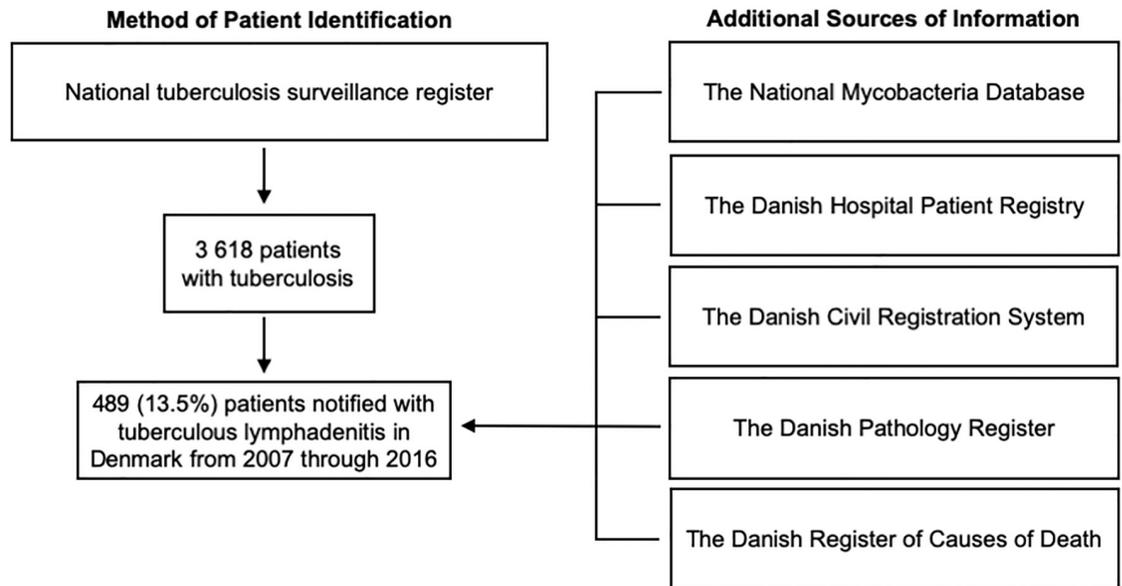 Method of Patient Identification
National tuberculosis surveillance register
3 618 patients
with tuberculosis
489 (13.5%) patients notified with
tuberculous lymphadenitis in
Denmark from 2007 through 2016
Additional Sources of Information
The National Mycobacteria Database
The Danish Hospital Patient Registry
The Danish Civil Registration System
The Danish Pathology Register
The Danish Register of Causes of Death